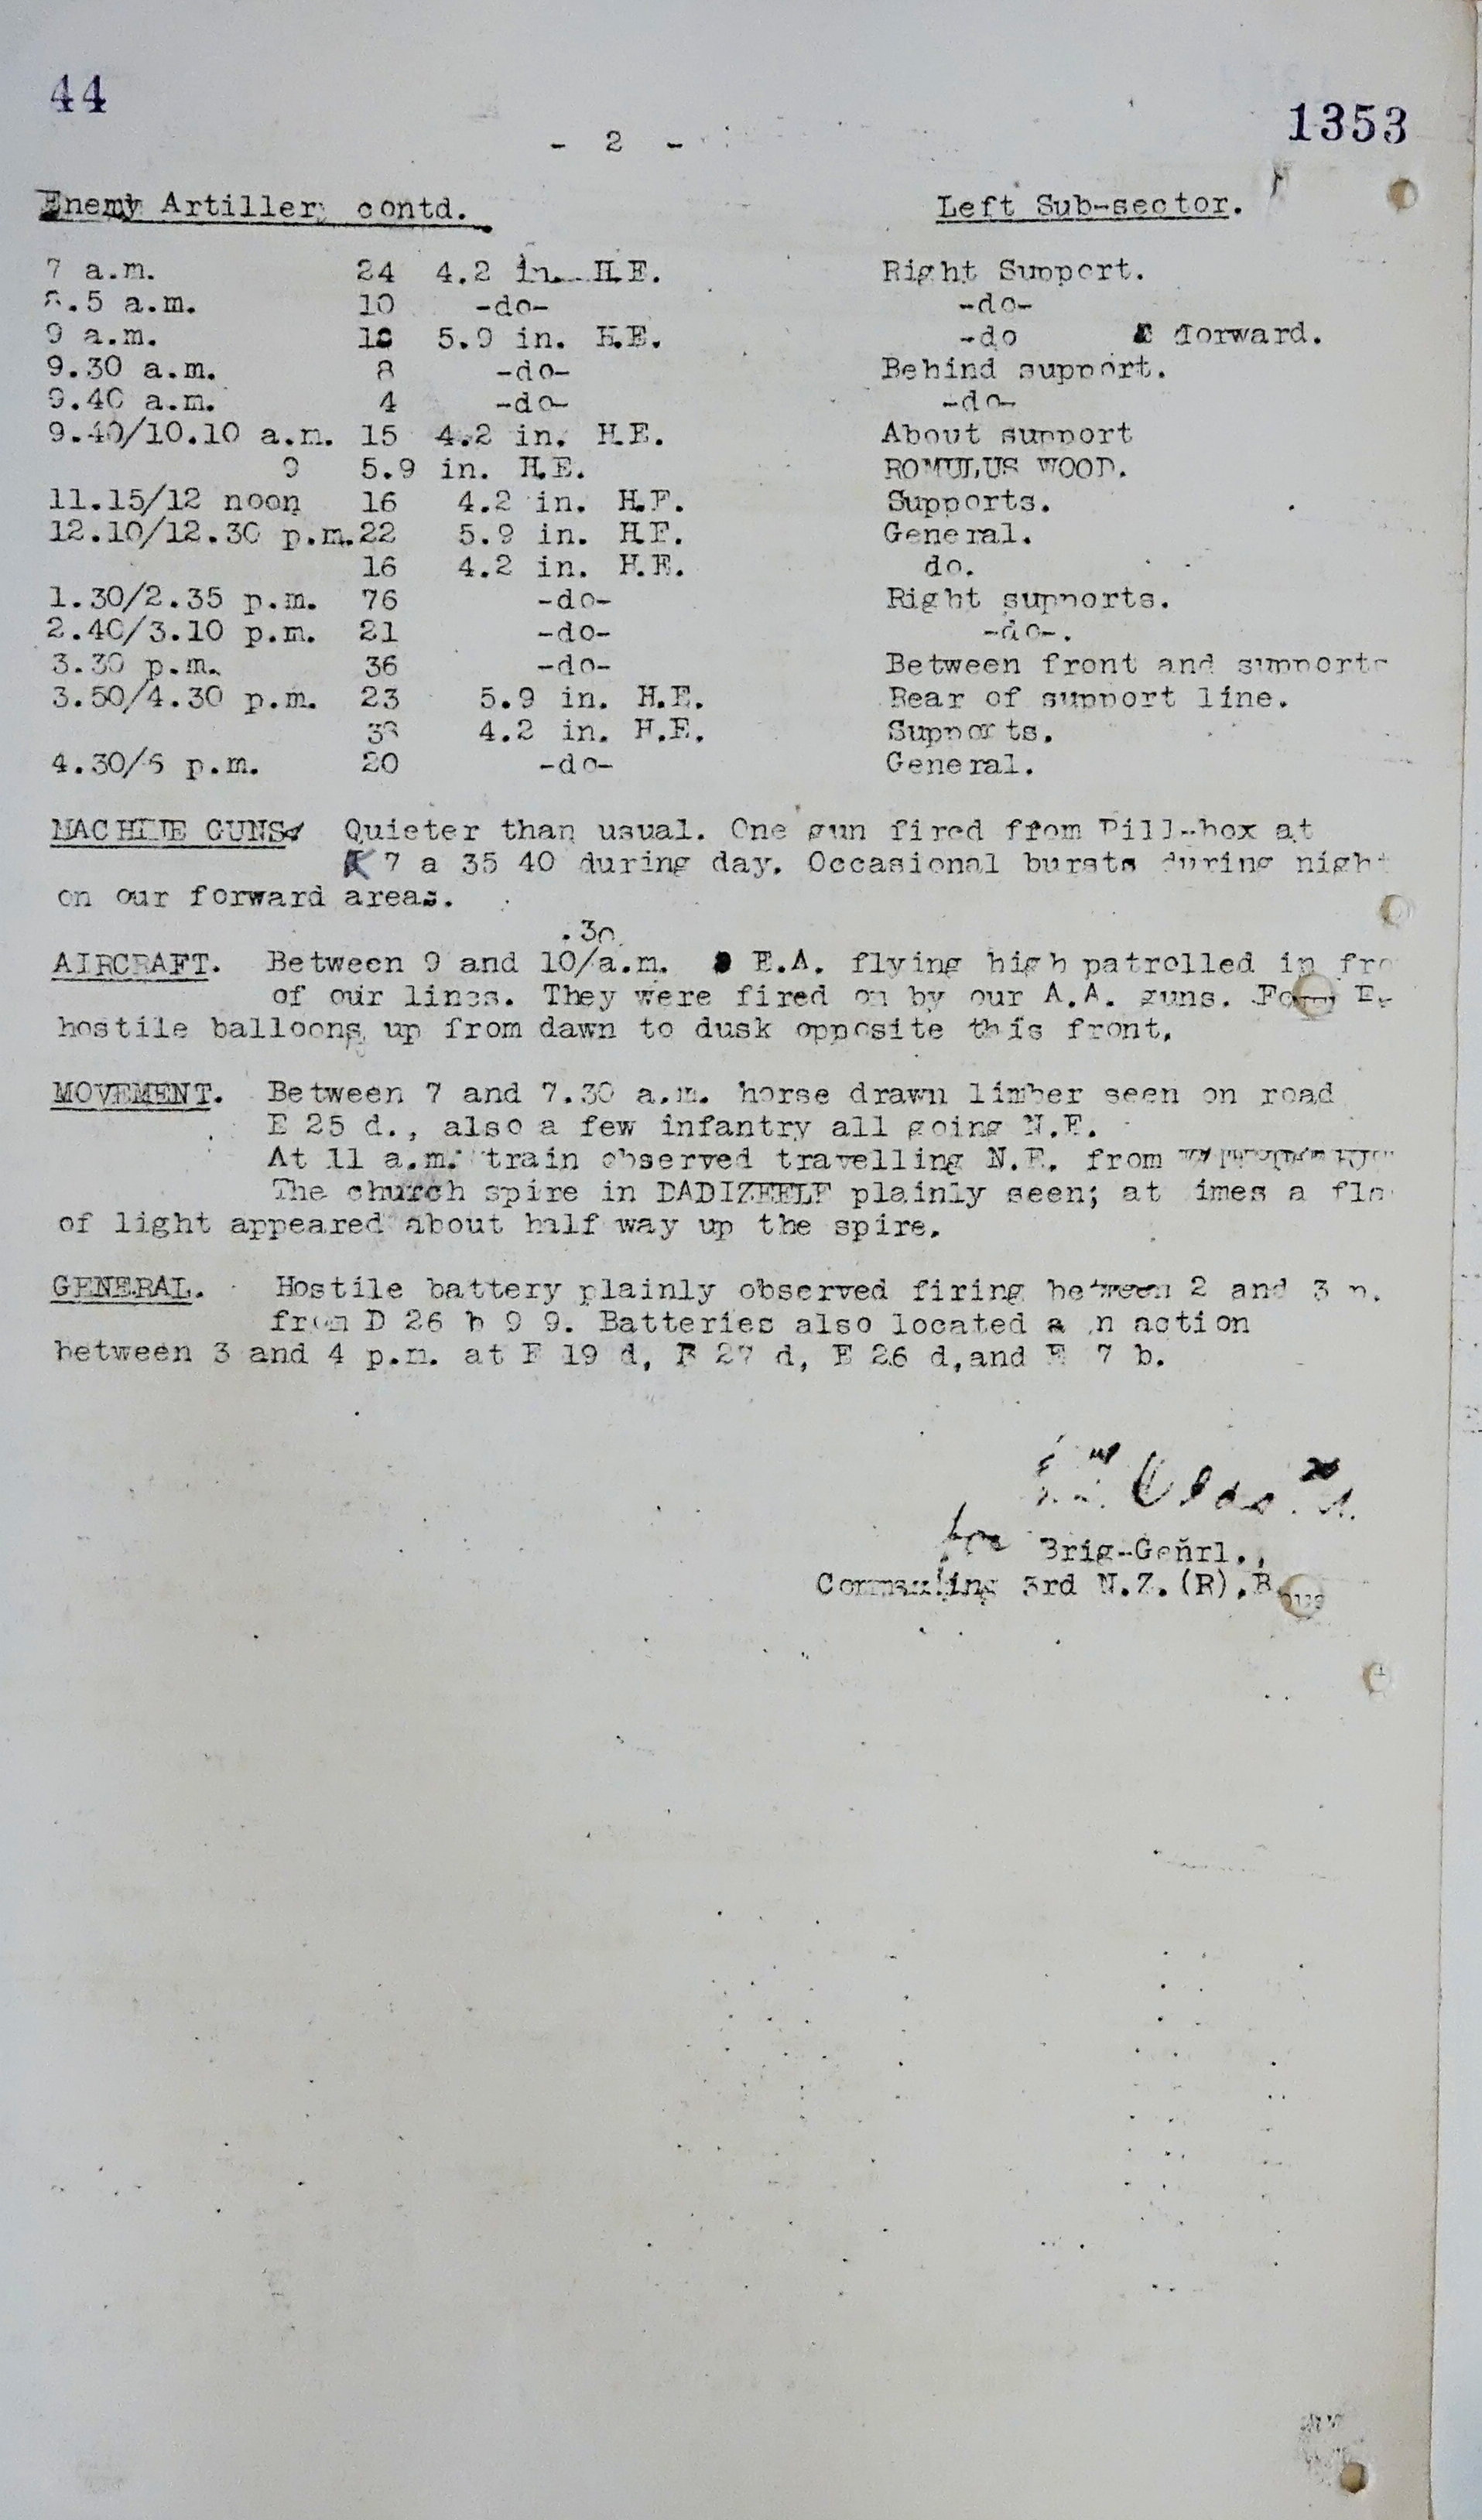 44
1353
- 2 -
Enemy Artillery contd. Left Sub-sector.
7 a.m. 24 4.2 in. H.E. Right Support.
8.5 a.m. 10 -do- -do-
9 a.m. 5.9 in. H.E. -do forward.
9.30 a.m. 8 -do- Behind support.
9.40 a.m. 4 -do- -do-
9.40/10.10 a.m. 15 4.2 in. H.E. About support
9 5.9 in. H.E. ROMULUS WOOD.
11.15/12 noon 16 4.2 in. H.E. Supports.
12.10/12.30 p.m.22 5.9 in. H.E. General.
16 4.2 in. H.E. do.
1.30/2.35 p.m. 76 -do- Right supports.
2.40/3.10 p.m. 21 -do- -do-.
3.30 p.m. 36 -do- Between front and supports
3.50/4.30 p.m. 23 5.9 in. H.E. Rear of support line.
4.2 in. H.E. Supports.
4.30/6 p.m. 20 -do- General.
MACHINE GUNS. Quieter than usual. One gun fired from Pill-box at
K 7 a 35 40 during day. Occasional bursts during night
on our forward areas.
.30
AIRCRAFT. Between 9 and 10/a.m. E.A. flying high patrolled in
of our lines. They were fired on by our A.A. guns.
hostile balloons up from dawn to dusk opposite this front.
MOVEMENT. Between 7 and 7.30 a.m. horse drawn limber seen on road
E 25 d., also a few infantry all going N.E.
At 11 a.m. train observed travelling N.E. from
The church spire in DADIZEELE plainly seen; at imes a
of light appeared about half way up the spire.
GENERAL. Hostile battery plainly observed firing between 2 and 3 p.
from D 26 b 9 9. Batteries also located in action
between 3 and 4 p.m. at E 19 d, 27 d, E 26 d,and 7 b.
for Brig-Genrl.,
Commanding 3rd N.Z.(R).B